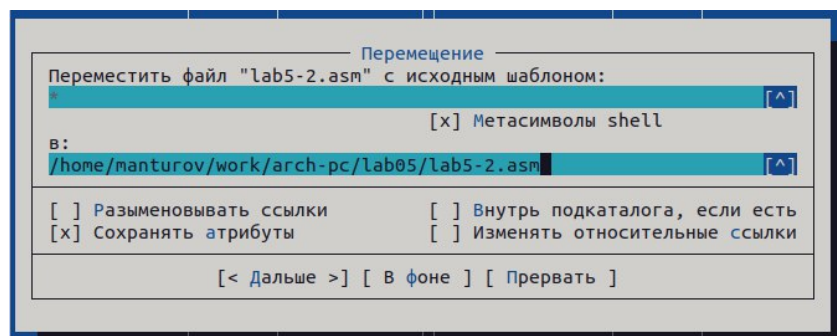 Перемещение
Переместить файл "lab5-2.asm" с исходным шаблоном:
* [^]
[x] Метасимволы shell
в:
/home/manturov/work/arch-pc/lab05/lab5-2.asm [^]
[ ] Разыменовывать ссылки [ ] Внутрь подкаталога, если есть
[x] Сохранять атрибуты [ ] Изменять относительные ссылки
[< Дальше >] [ В фоне ] [ Прервать ]